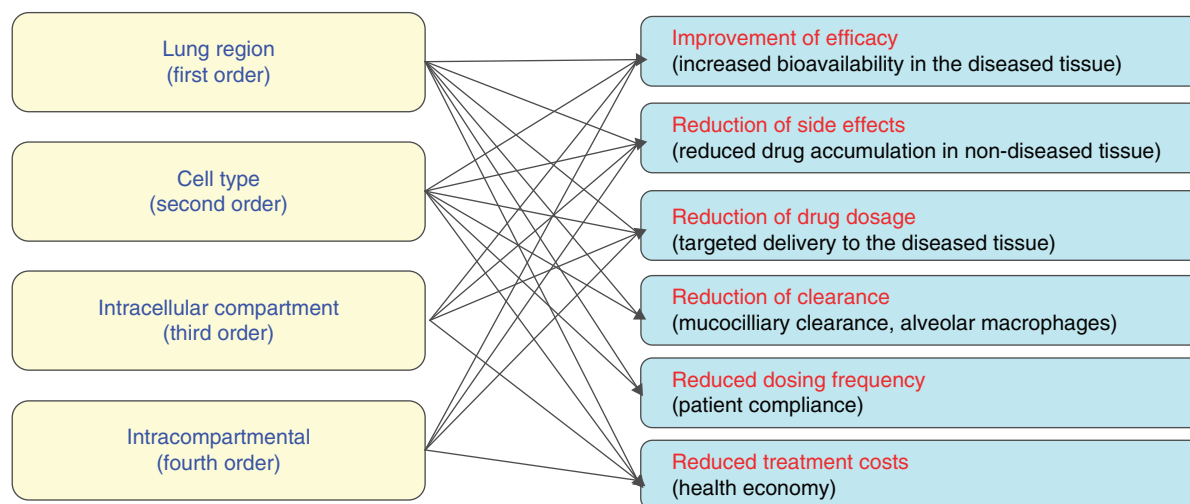 Lung region
(first order)
Cell type
(second order)
Intracellular compartment
(third order)
Intracompartmental
(fourth order)
Improvement of efficacy
(increased bioavailability in the diseased tissue)
Reduction of side effects
(reduced drug accumulation in non-diseased tissue)
Reduction of drug dosage
(targeted delivery to the diseased tissue)
Reduction of clearance
(mucocilliary clearance, alveolar macrophages)
Reduced dosing frequency
(patient compliance)
Reduced treatment costs
(health economy)